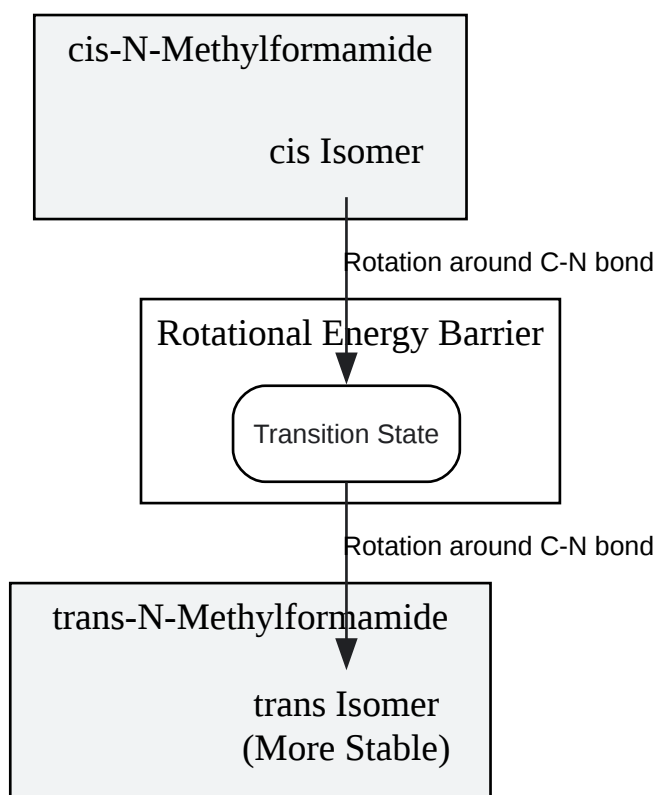 cis-N-Methylformamide
cis Isomer
Rotation around C-N bond
Rotational Energy Barrier
Transition State
Rotation around C-N bond
trans-N-Methylformamide
trans Isomer
(More Stable)